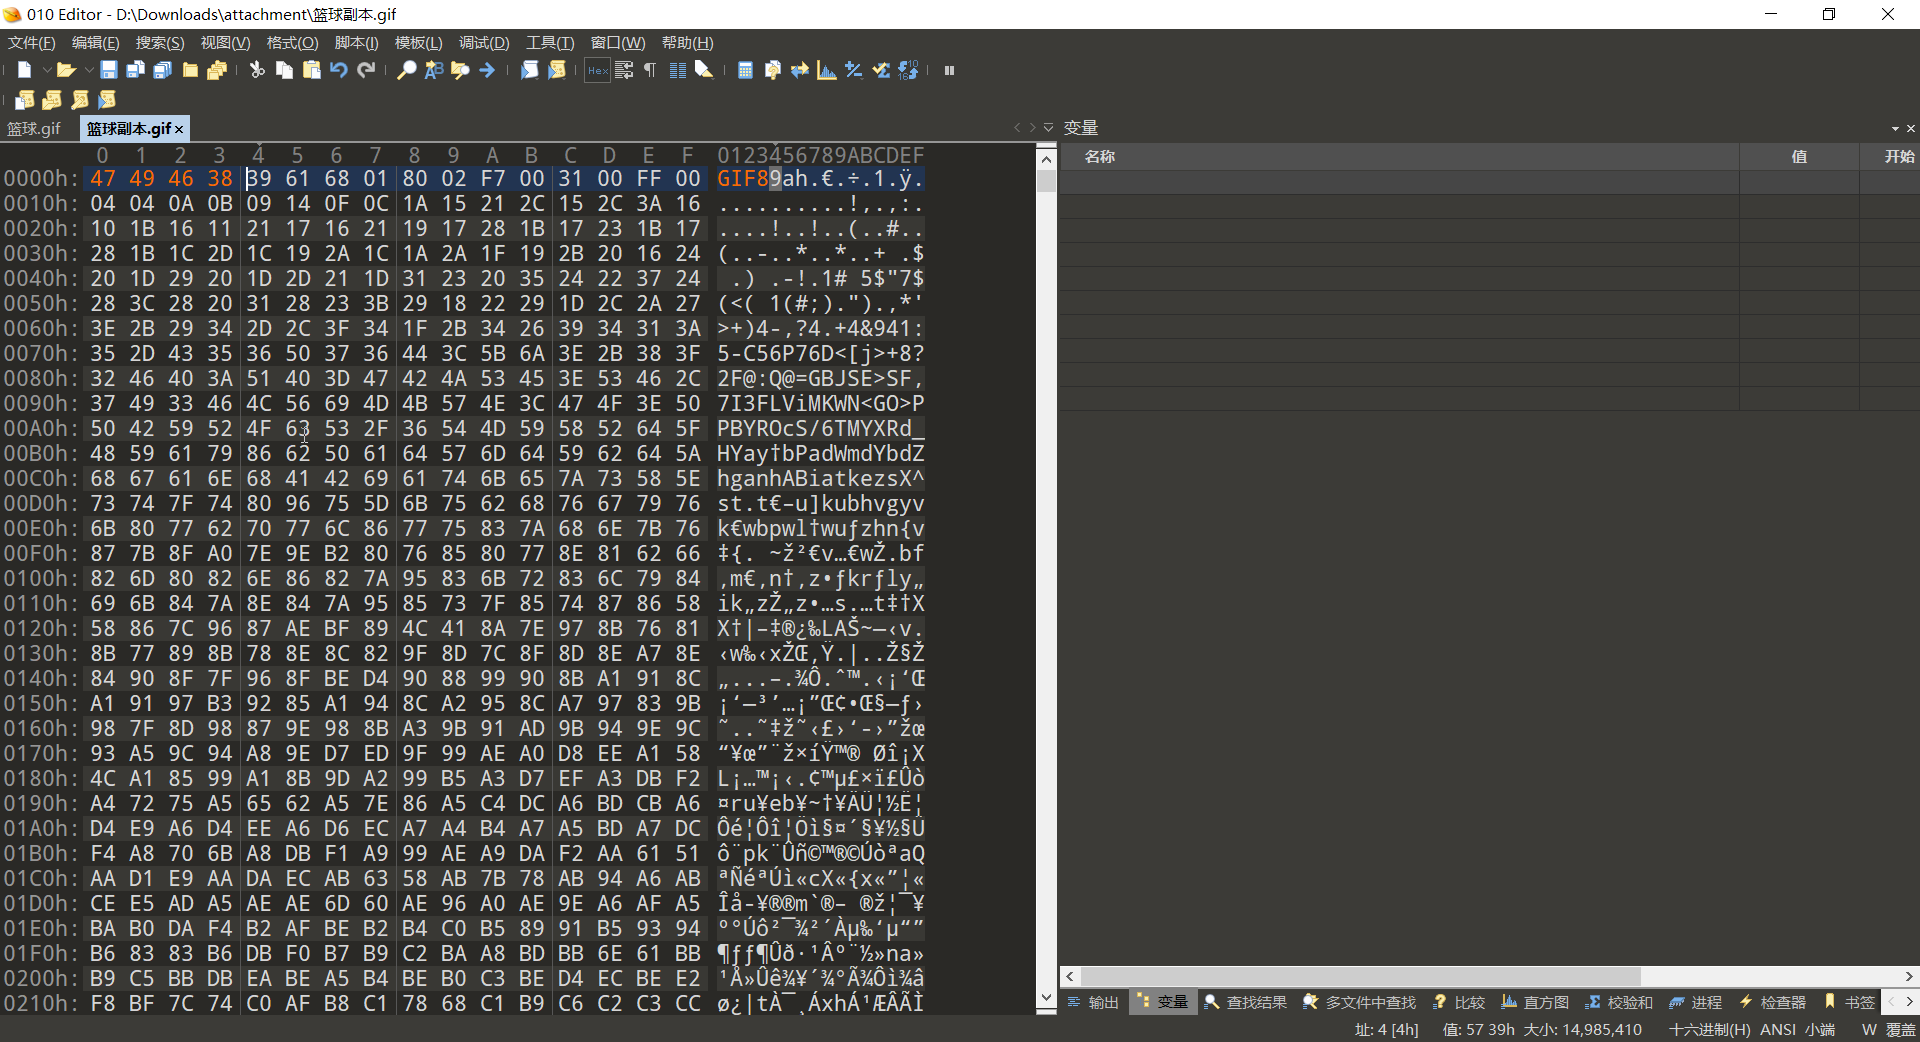 010 Editor - D:\Downloads\attachment\篮球副本.gif
文件(F) 编辑(E) 搜索(S) 视图(V) 格式(O) 脚本(I) 模板(L) 调试(D) 工具(T) 窗口(W) 帮助(H)
篮球.gif 篮球副本.gif
变量
名称 值 开始
0 1 2 3 4 5 6 7 8 9 A B C D E F 0123456789ABCDEF
0000h: 47 49 46 38 39 61 68 01 80 02 F7 00 31 00 FF 00 GIF89ah.€.÷.1.ÿ.
0010h: 04 04 0A 0B 09 14 0F 0C 1A 15 21 2C 15 2C 3A 16 ..........!,.,:.
0020h: 10 1B 16 11 21 17 16 21 19 17 28 1B 17 23 1B 17 ....!..!..(..#..
0030h: 28 1B 1C 2D 1C 19 2A 1C 1A 2A 1F 19 2B 20 16 24 (..-..*..*..+ .$
0040h: 20 1D 29 20 1D 2D 21 1D 31 23 20 35 24 22 37 24 .) .-!.1# 5$"7$
0050h: 28 3C 28 20 31 28 23 3B 29 18 22 29 1D 2C 2A 27 (<( 1(#;).").,*'
0060h: 3E 2B 29 34 2D 2C 3F 34 1F 2B 34 26 39 34 31 3A >+)4-,?4.+4&941:
0070h: 35 2D 43 35 36 50 37 36 44 3C 5B 6A 3E 2B 38 3F 5-C56P76D<[j>+8?
0080h: 32 46 40 3A 51 40 3D 47 42 4A 53 45 3E 53 46 2C 2F@:Q@=GBJSE>SF,
0090h: 37 49 33 46 4C 56 69 4D 4B 57 4E 3C 47 4F 3E 50 7I3FLViMKWN<GO>P
00A0h: 50 42 59 52 4F 63 53 2F 36 54 4D 59 58 52 64 5F PBYROcS/6TMYXRd_
00B0h: 48 59 61 79 86 62 50 61 64 57 6D 64 59 62 64 5A HYay†bPadWmdYbdZ
00C0h: 68 67 61 6E 68 41 42 69 61 74 6B 65 7A 73 58 5E hganhABiatkezsX^
00D0h: 73 74 7F 74 80 96 75 5D 6B 75 62 68 76 67 79 76 st.t€–u]kubhvgyv
00E0h: 6B 80 77 62 70 77 6C 86 77 75 83 7A 68 6E 7B 76 k€wbpwl†wuƒzhn{v
00F0h: 87 7B 8F A0 7E 9E B2 80 76 85 80 77 8E 81 62 66 ‡{. ~ž²€v…€wŽ.bf
0100h: 82 6D 80 82 6E 86 82 7A 95 83 6B 72 83 6C 79 84 ‚m€‚n†‚z•ƒkrƒly„
0110h: 69 6B 84 7A 8E 84 7A 95 85 73 7F 85 74 87 86 58 ik„zŽ„z•…s.…t‡†X
0120h: 58 86 7C 96 87 AE BF 89 4C 41 8A 7E 97 8B 76 81 X†|–‡®¿‰LAŠ~—‹v.
0130h: 8B 77 89 8B 78 8E 8C 82 9F 8D 7C 8F 8D 8E A7 8E ‹w‰‹xŽŒ‚Ÿ.|..Ž§Ž
0140h: 84 90 8F 7F 96 8F BE D4 90 88 99 90 8B A1 91 8C „...–.¾Ô.ˆ™.‹¡‘Œ
0150h: A1 91 97 B3 92 85 A1 94 8C A2 95 8C A7 97 83 9B ¡‘—³’…¡”Œ¢•Œ§—ƒ›
0160h: 98 7F 8D 98 87 9E 98 8B A3 9B 91 AD 9B 94 9E 9C ˜..˜‡ž˜‹£›‘-›”žœ
0170h: 93 A5 9C 94 A8 9E D7 ED 9F 99 AE A0 D8 EE A1 58 “¥œ”¨ž×íŸ™® Øî¡X
0180h: 4C A1 85 99 A1 8B 9D A2 99 B5 A3 D7 EF A3 DB F2 L¡…™¡‹.¢™µ£×ï£Ûò
0190h: A4 72 75 A5 65 62 A5 7E 86 A5 C4 DC A6 BD CB A6 ¤ru¥eb¥~†¥ÄÜ¦½Ë¦
01A0h: D4 E9 A6 D4 EE A6 D6 EC A7 A4 B4 A7 A5 BD A7 DC Ôé¦Ôî¦Öì§¤´§¥½§Ü
01B0h: F4 A8 70 6B A8 DB F1 A9 99 AE A9 DA F2 AA 61 51 ô¨pk¨Ûñ©™®©ÚòªaQ
01C0h: AA D1 E9 AA DA EC AB 63 58 AB 7B 78 AB 94 A6 AB ªÑéªÚì«cX«{x«”¦«
01D0h: CE E5 AD A5 AE AE 6D 60 AE 96 A0 AE 9E A6 AF A5 Îå-¥®®m`®– ®ž¦¯¥
01E0h: BA B0 DA F4 B2 AF BE B2 B4 C0 B5 89 91 B5 93 94 º°Úô²¯¾²´Àµ‰‘µ“”
01F0h: B6 83 83 B6 DB F0 B7 B9 C2 BA A8 BD BB 6E 61 BB ¶ƒƒ¶Ûð·¹Âº¨½»na»
0200h: B9 C5 BB DB EA BE A5 B4 BE B0 C3 BE D4 EC BE E2 ¹Å»Ûê¾¥´¾°Ã¾Ôì¾â
0210h: F8 BF 7C 74 C0 AF B8 C1 78 68 C1 B9 C6 C2 C3 CC ø¿|tÀ¯¸ÁxhÁ¹ÆÂÃÌ
输出 变量 查找结果 多文件中查找 比较 直方图 校验和 进程 检查器 书签
址: 4 [4h] 值: 57 39h 大小: 14,985,410 十六进制(H) ANSI 小端 W 覆盖